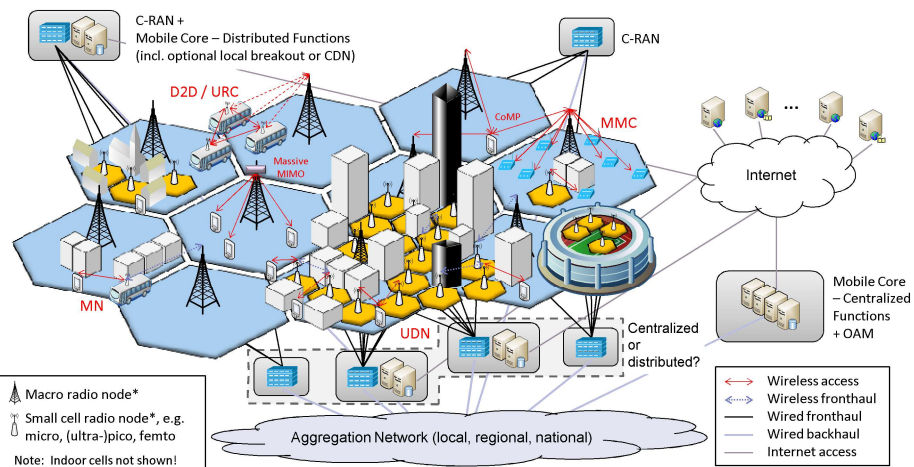 C-RAN +
Mobile Core – Distributed Functions
(incl. optional local breakout or CDN)
C-RAN
D2D / URC
CoMP
MMC
...
Massive
MIMO
Internet
MN
UDN
Mobile Core
– Centralized
Functions
+ OAM
Centralized
or
distributed?
Macro radio node*
Small cell radio node*, e.g.
micro, (ultra-)pico, femto
Note: Indoor cells not shown!
Aggregation Network (local, regional, national)
Wireless access
Wireless fronthaul
Wired fronthaul
Wired backhaul
Internet access